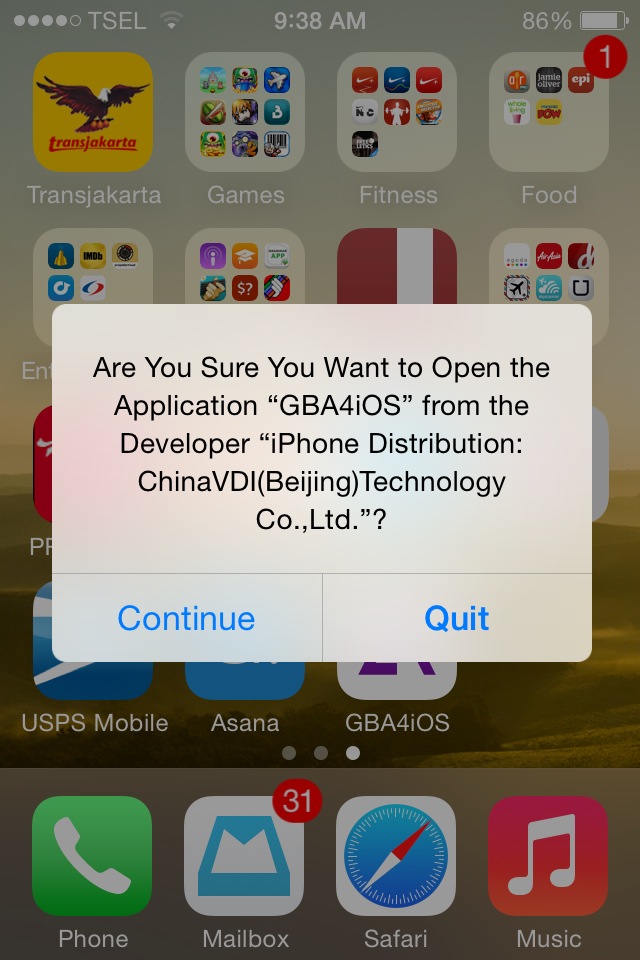 TSEL 9:38 AM 86%
1
transjakarta
Transjakarta Games Fitness Food
IMDb
$?
Are You Sure You Want to Open the
Application “GBA4iOS” from the
Developer “iPhone Distribution:
ChinaVDI(Beijing)Technology
Co.,Ltd.”?
Continue Quit
USPS Mobile Asana GBA4iOS
31
Phone Mailbox Safari Music